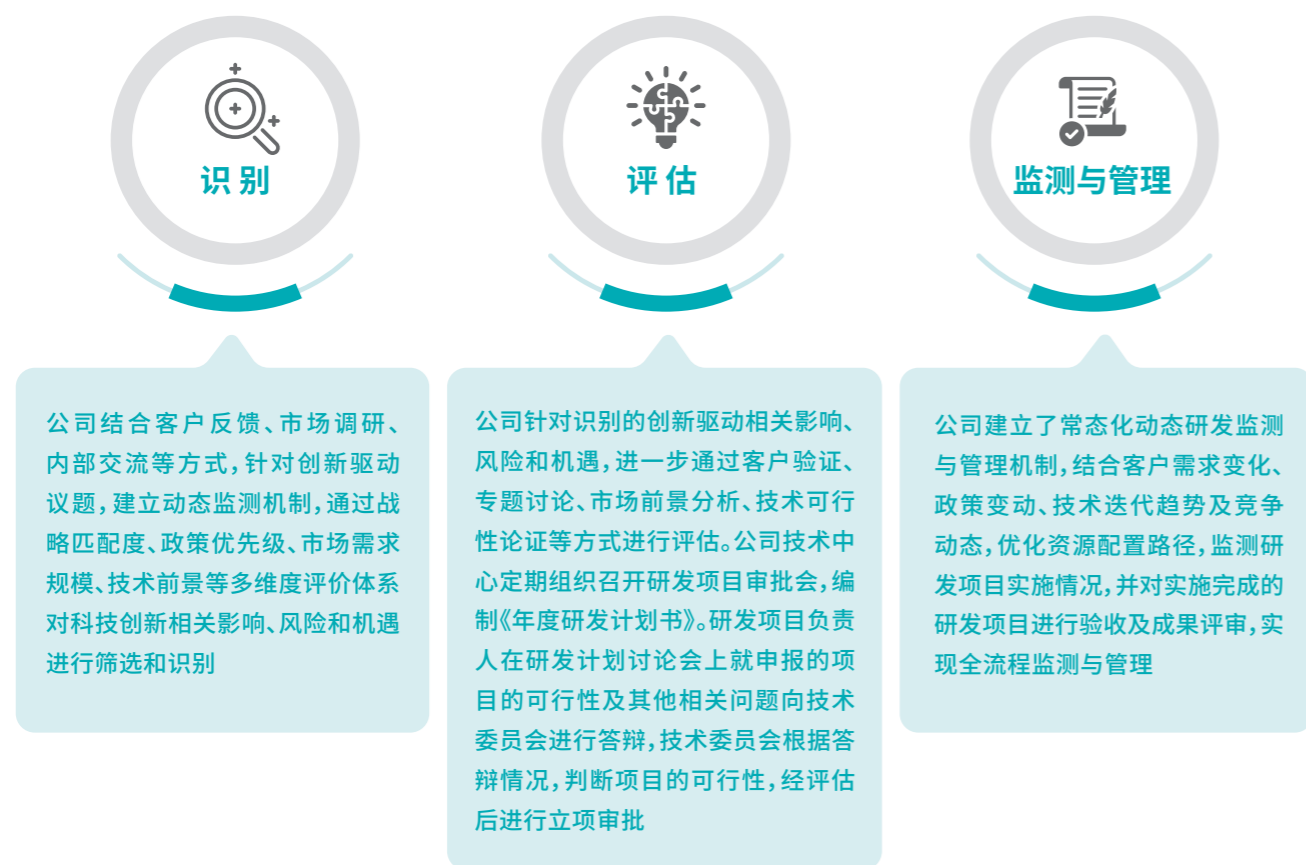 识别
公司结合客户反馈、市场调研、
内部交流等方式,针对创新驱动
议题,建立动态监测机制,通过战
略匹配度、政策优先级、市场需求
规模、技术前景等多维度评价体系
对科技创新相关影响、风险和机遇
进行筛选和识别
评估
公司针对识别的创新驱动相关影响、
风险和机遇,进一步通过客户验证、
专题讨论、市场前景分析、技术可行
性论证等方式进行评估。公司技术中
心定期组织召开研发项目审批会,编
制《年度研发计划书》。研发项目负责
人在研发计划讨论会上就申报的项
目的可行性及其他相关问题向技术
委员会进行答辩,技术委员会根据答
辩情况,判断项目的可行性,经评估
后进行立项审批
监测与管理
公司建立了常态化动态研发监测
与管理机制,结合客户需求变化、
政策变动、技术迭代趋势及竞争
动态,优化资源配置路径,监测研
发项目实施情况,并对实施完成的
研发项目进行验收及成果评审,实
现全流程监测与管理